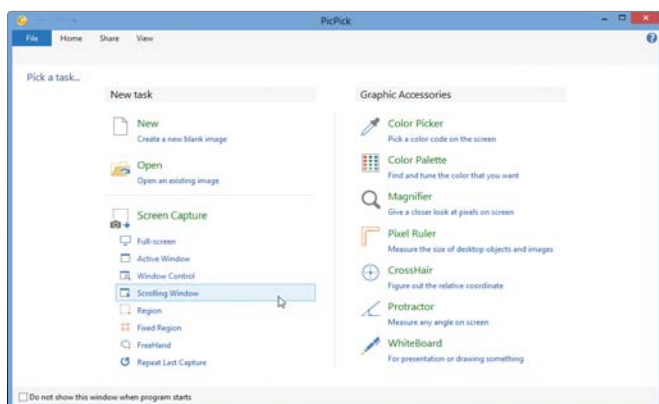 PicPick
File Home Share View
Pick a task...
New task
New
Create a new blank image
Open
Open an existing image
Screen Capture
Full-screen
Active Window
Window Control
Scrolling Window
Region
Fixed Region
FreeHand
Repeat Last Capture
Graphic Accessories
Color Picker
Pick a color code on the screen
Color Palette
Find and tune the color that you want
Magnifier
Give a closer look at pixels on screen
Pixel Ruler
Measure the size of desktop objects and images
CrossHair
Figure out the relative coordinate
Protractor
Measure any angle on screen
WhiteBoard
For presentation or drawing something
Do not show this window when program starts